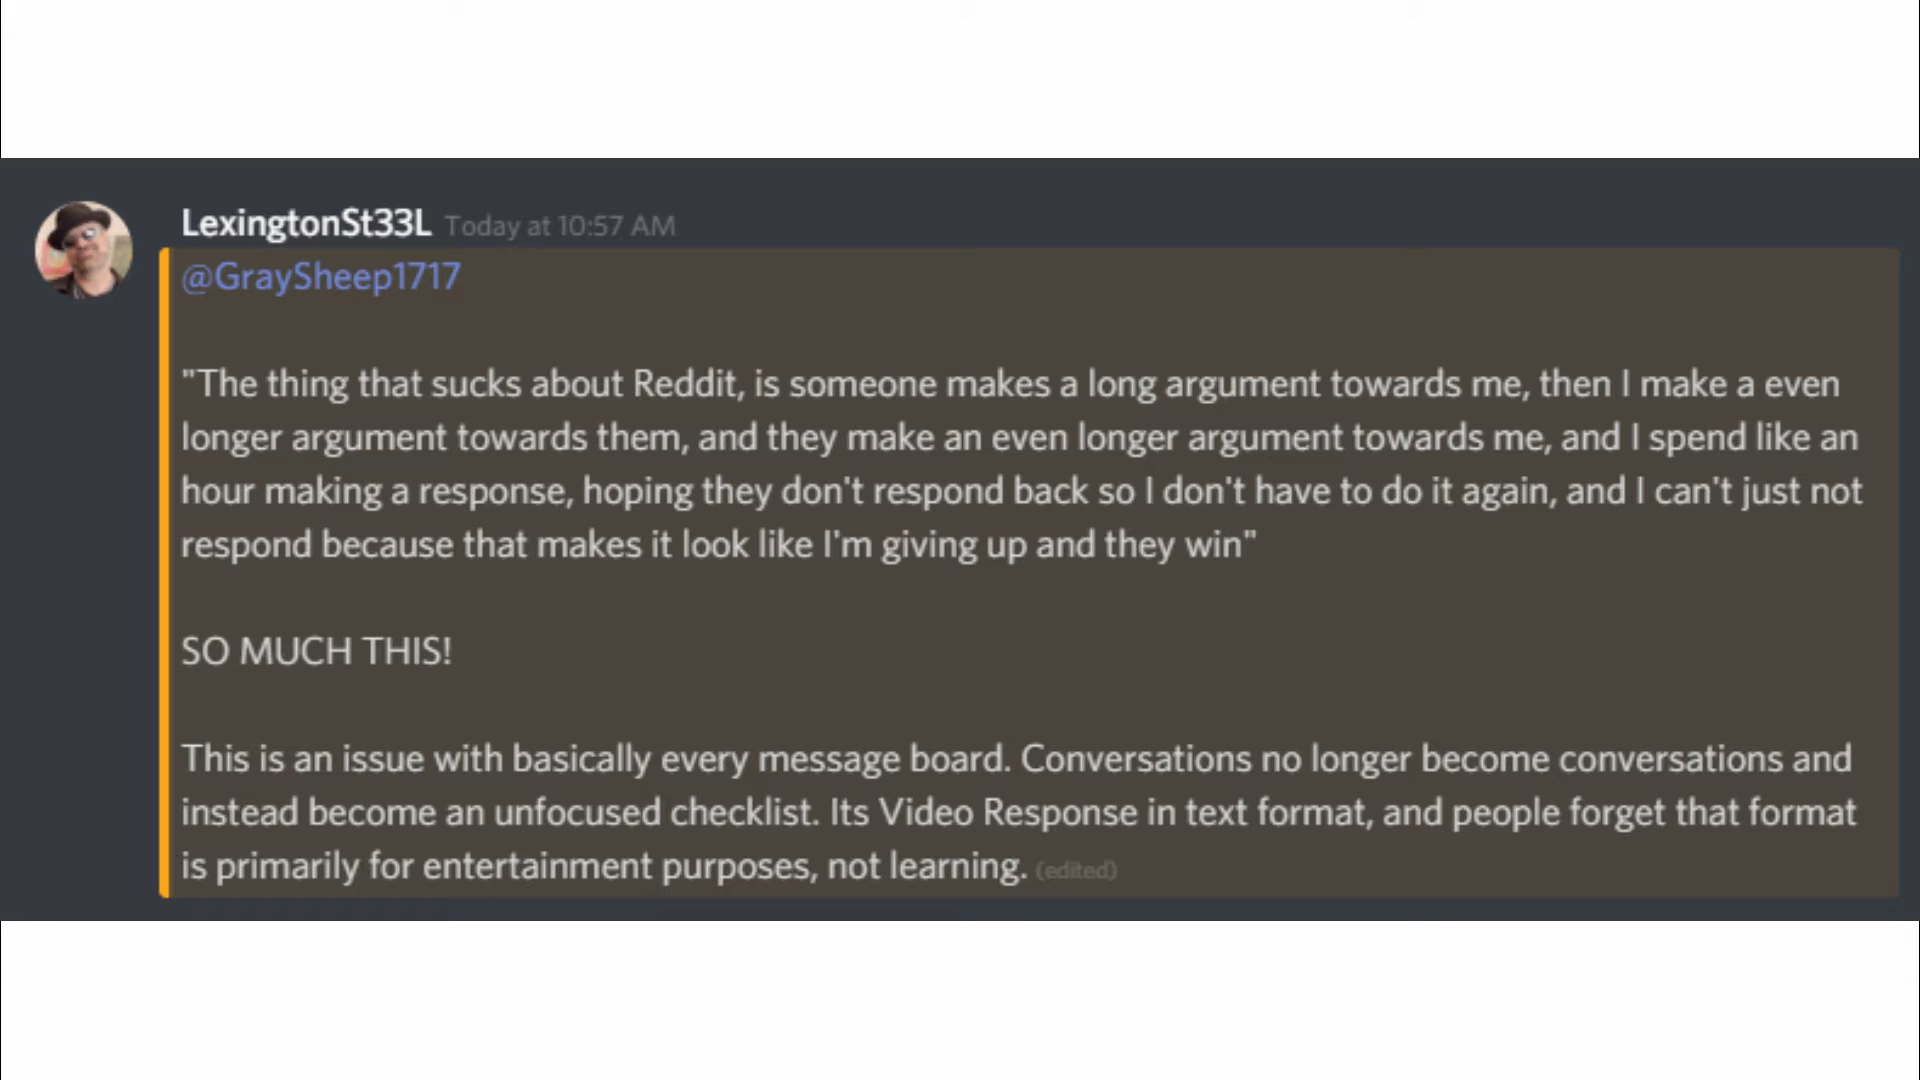 LexingtonSt33L Today at 10:57 AM
@GraySheep1717
"The thing that sucks about Reddit, is someone makes a long argument towards me, then I make a even
longer argument towards them, and they make an even longer argument towards me, and I spend like an
hour making a response, hoping they don't respond back so I don't have to do it again, and I can't just not
respond because that makes it look like I'm giving up and they win"
SO MUCH THIS!
This is an issue with basically every message board. Conversations no longer become conversations and
instead become an unfocused checklist. Its Video Response in text format, and people forget that format
is primarily for entertainment purposes, not learning. (edited)